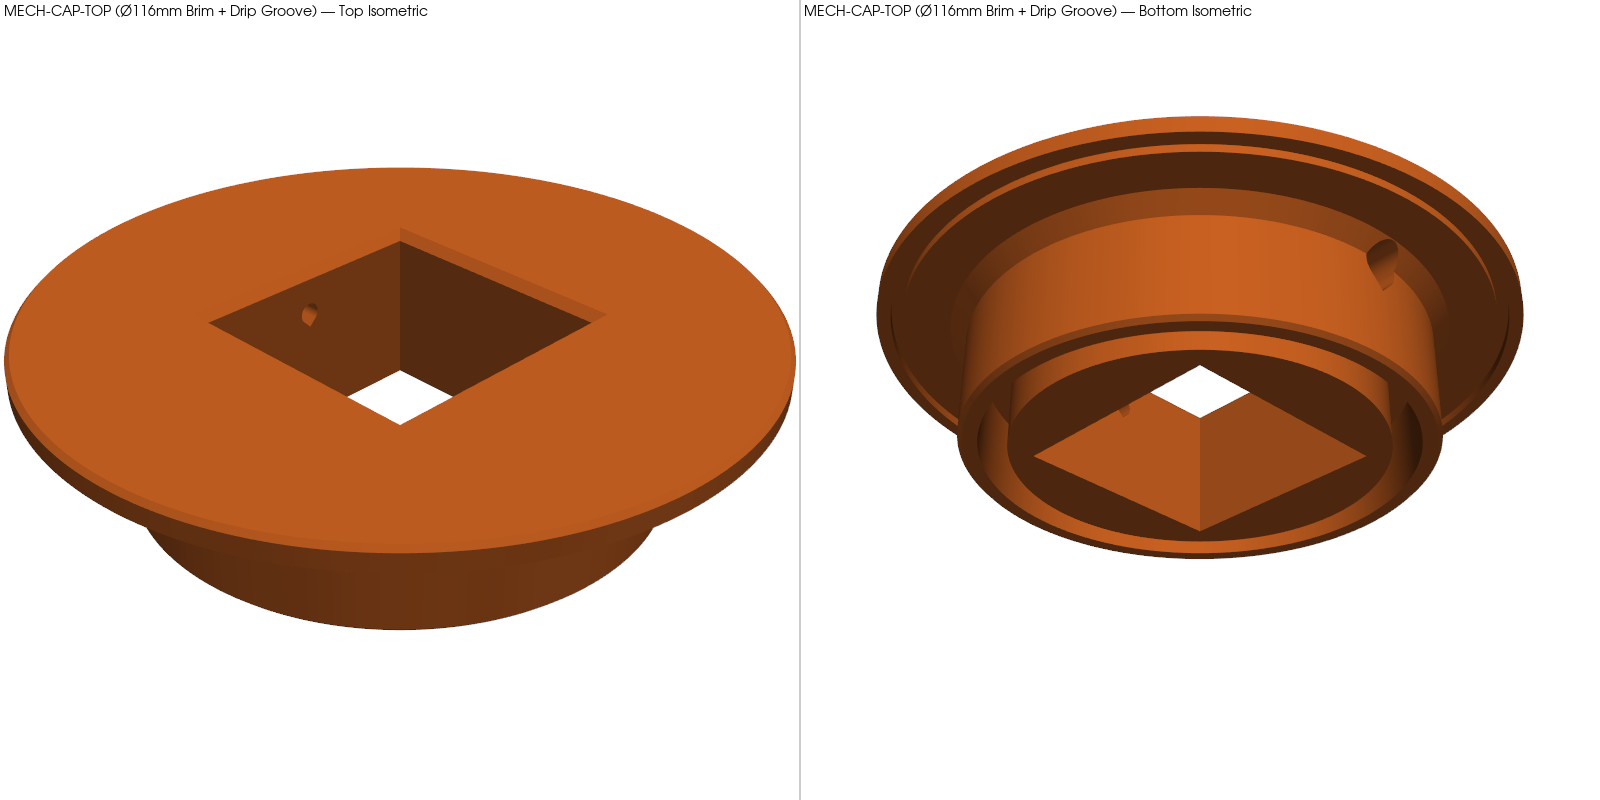 MECH-CAP-TOP (Ø116mm Brim + Drip Groove) — Top Isometric
MECH-CAP-TOP (Ø116mm Brim + Drip Groove) — Bottom Isometric